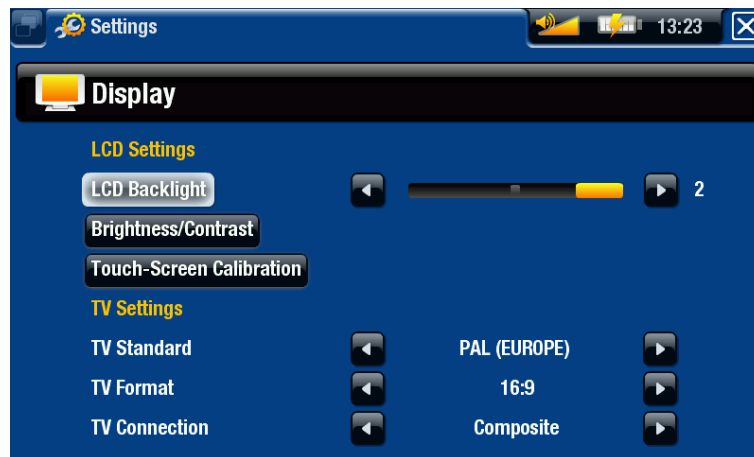 Settings 13:23
Display
LCD Settings
LCD Backlight 2
Brightness/Contrast
Touch-Screen Calibration
TV Settings
TV Standard PAL (EUROPE)
TV Format 16:9
TV Connection Composite